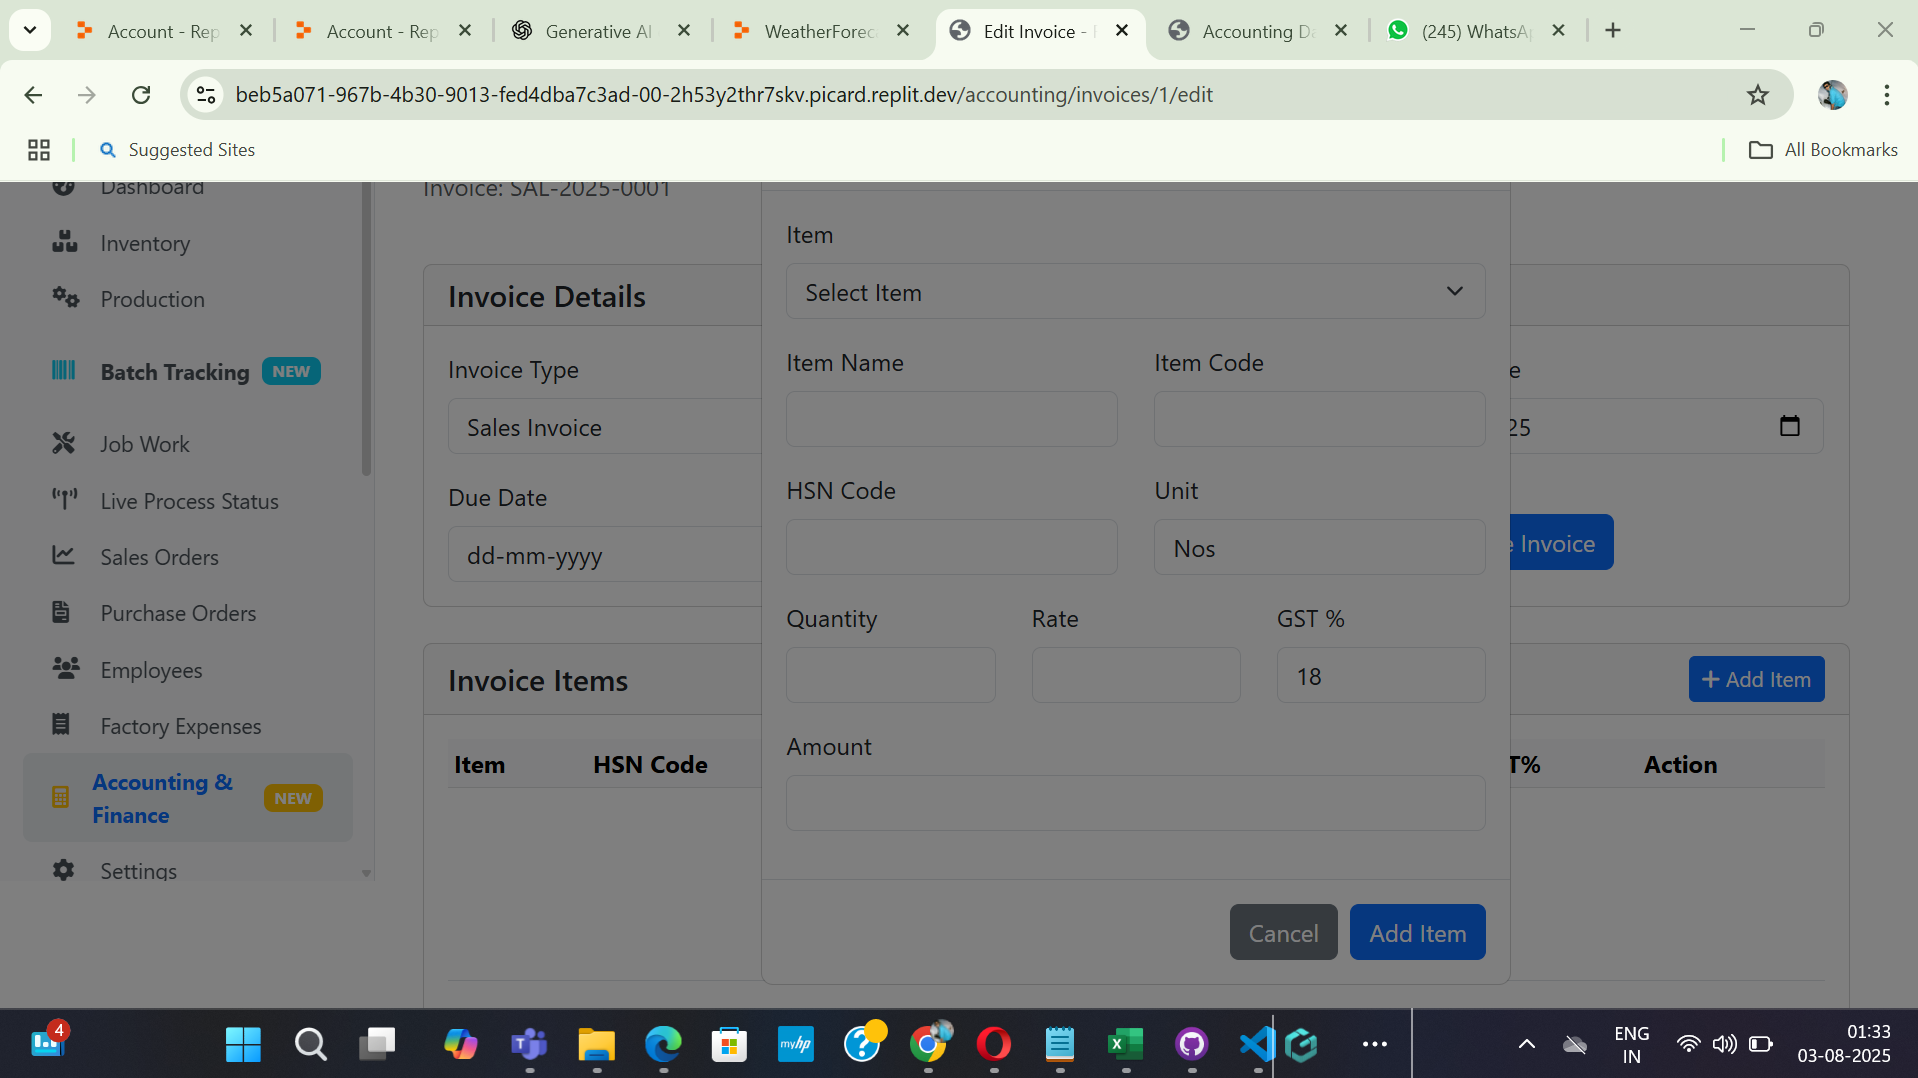 Account - Rep
Account - Rep
Generative AI
WeatherForec
Edit Invoice -
Accounting Da
(245) WhatsAp
beb5a071-967b-4b30-9013-fed4dba7c3ad-00-2h53y2thr7skv.picard.replit.dev/accounting/invoices/1/edit
Suggested Sites
All Bookmarks
Dashboard
Inventory
Production
Batch Tracking NEW
Job Work
Live Process Status
Sales Orders
Purchase Orders
Employees
Factory Expenses
Accounting & Finance NEW
Settings
Invoice: SAL-2025-0001
Invoice Details
Invoice Type
Sales Invoice
Due Date
dd-mm-yyyy
e
25
e Invoice
Invoice Items
+ Add Item
Item HSN Code T% Action
Item
Select Item
Item Name Item Code
HSN Code Unit
Nos
Quantity Rate GST %
18
Amount
Cancel Add Item
4
myhp
ENG
IN
01:33
03-08-2025